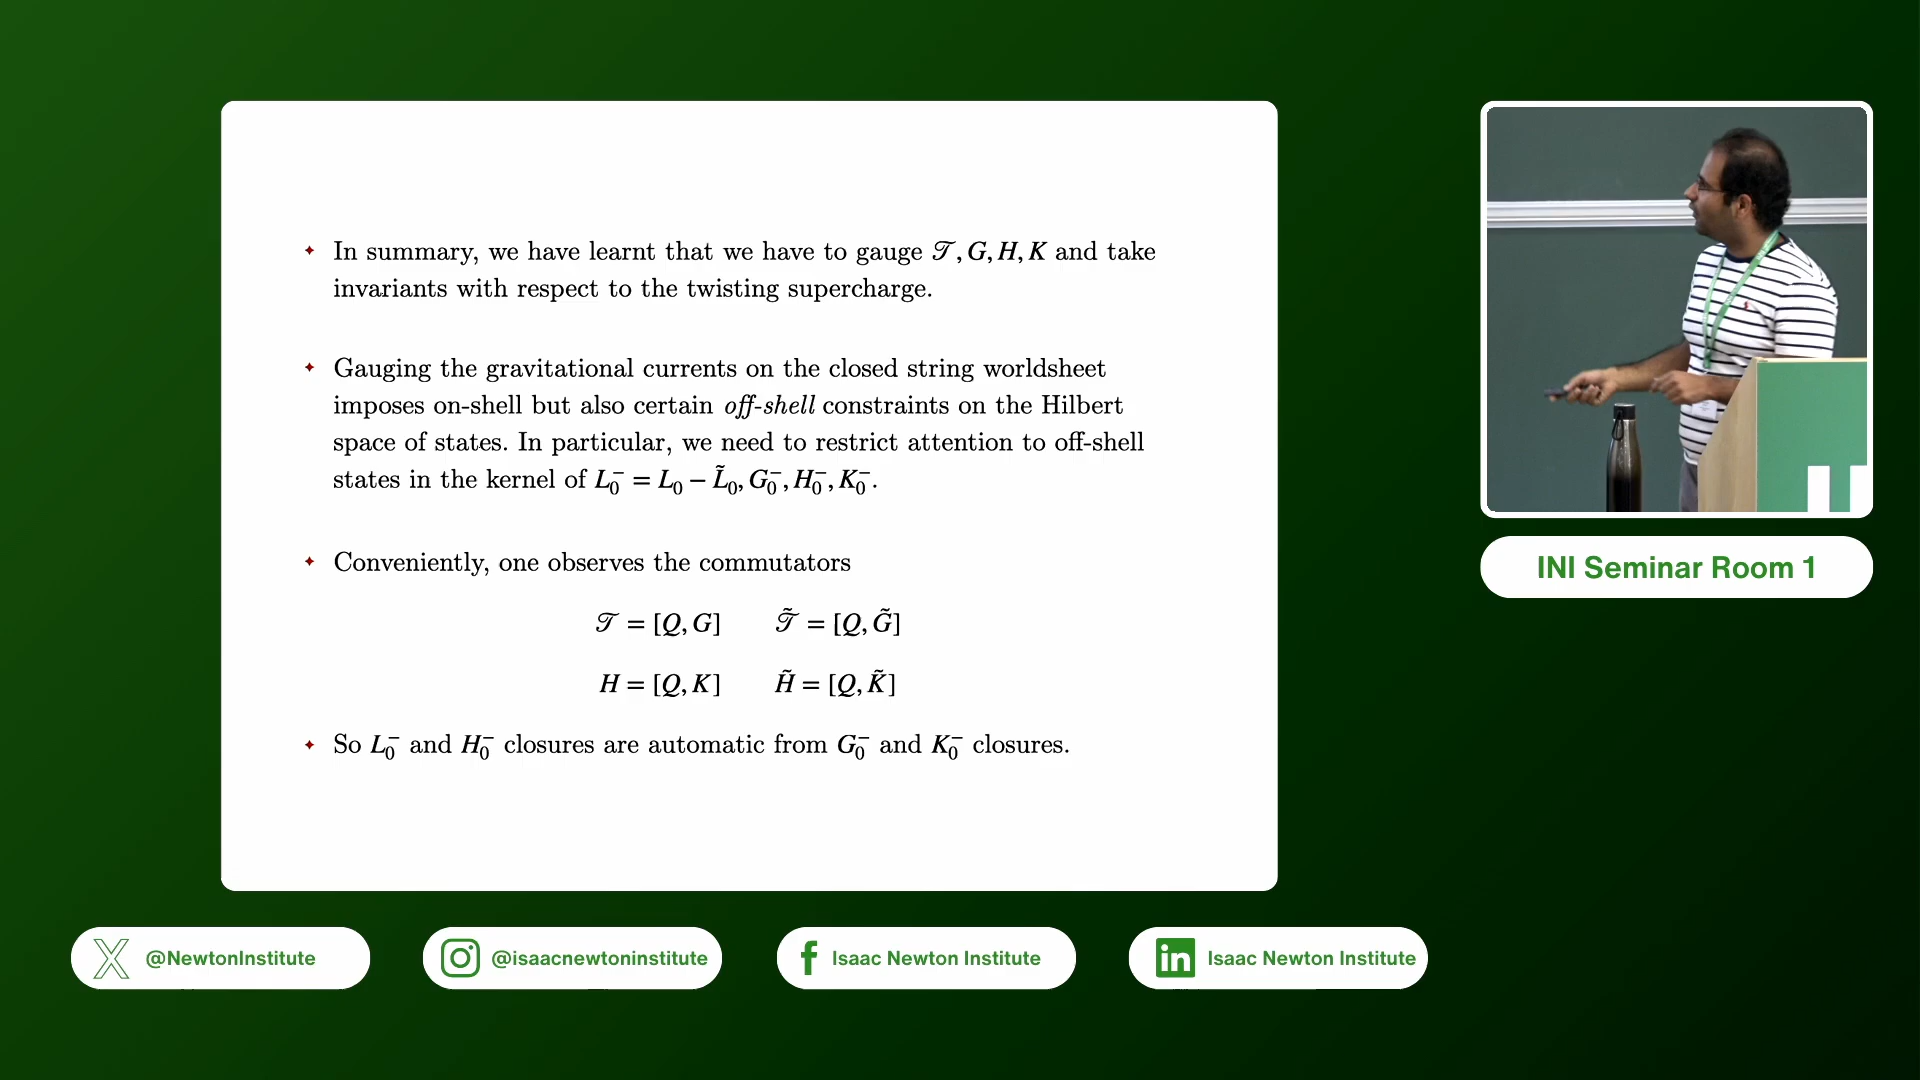 In summary, we have learnt that we have to gauge 𝒯, G, H, K and take
invariants with respect to the twisting supercharge.
Gauging the gravitational currents on the closed string worldsheet
imposes on-shell but also certain off-shell constraints on the Hilbert
space of states. In particular, we need to restrict attention to off-shell
states in the kernel of L₀⁻ = L₀ − L̃₀, G₀⁻, H₀⁻, K₀⁻.
Conveniently, one observes the commutators
𝒯 = [Q, G] 𝒯̃ = [Q, G̃]
H = [Q, K] H̃ = [Q, K̃]
So L₀⁻ and H₀⁻ closures are automatic from G₀⁻ and K₀⁻ closures.
INI Seminar Room 1
@NewtonInstitute
@isaacnewtoninstitute
Isaac Newton Institute
Isaac Newton Institute